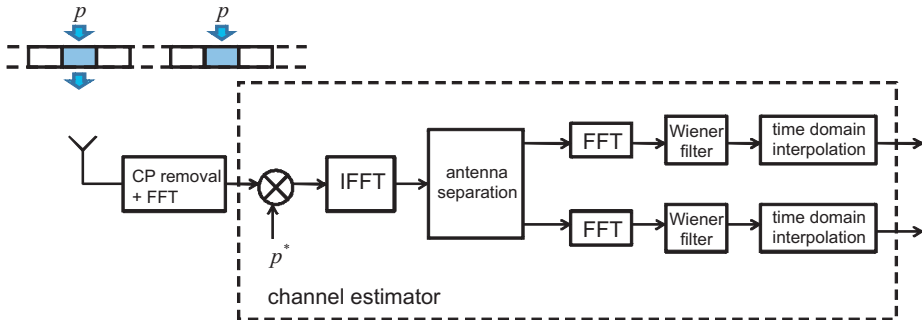 p
p
CP removal
+ FFT
p*
IFFT
antenna
separation
FFT
Wiener
filter
time domain
interpolation
FFT
Wiener
filter
time domain
interpolation
channel estimator